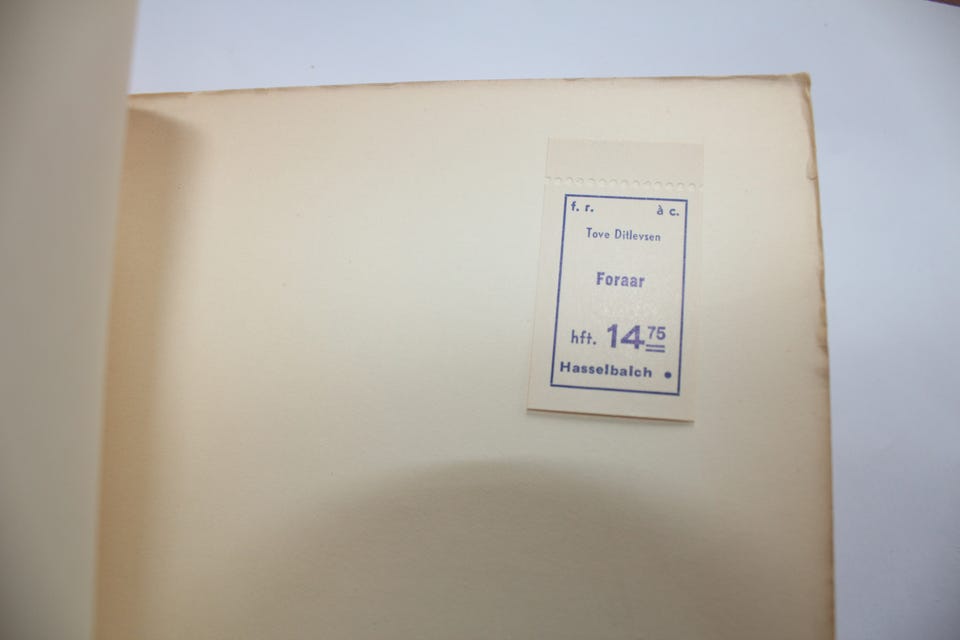 f. r. à c.
Tove Ditlevsen
Foraar
hft. 14 75
Hasselbalch •